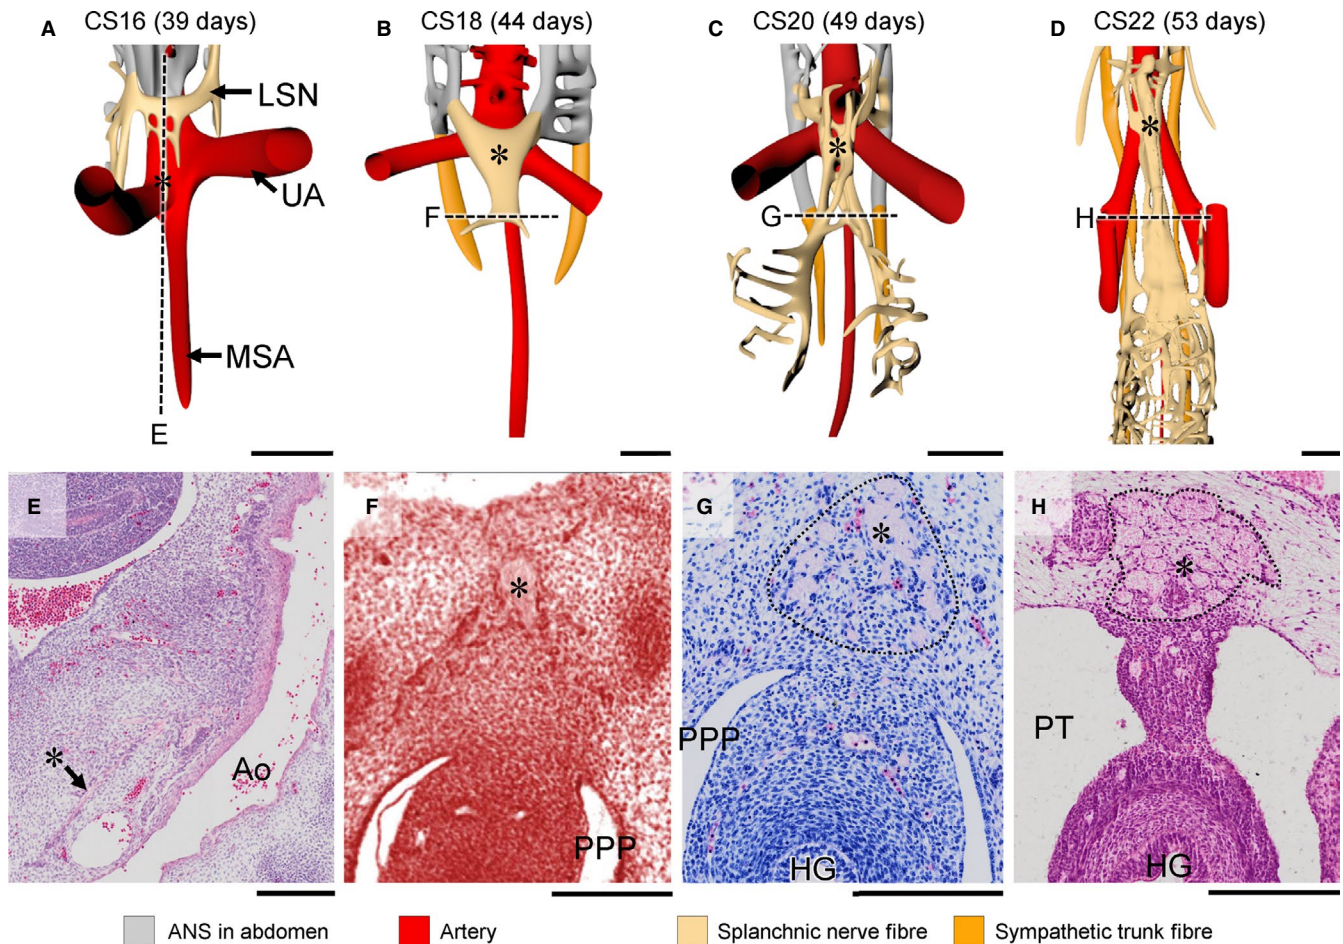 A CS16 (39 days)
B CS18 (44 days)
C CS20 (49 days)
D CS22 (53 days)
LSN
*
UA
MSA
E
*
F
*
G
*
H
E
*
Ao
F
*
PPP
G
*
PPP
HG
H
*
PT
HG
ANS in abdomen
Artery
Splanchnic nerve fibre
Sympathetic trunk fibre